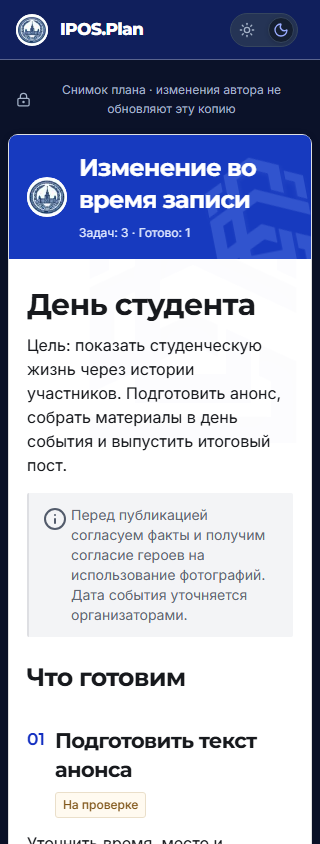 IPOS.Plan
Снимок плана · изменения автора не
обновляют эту копию
Изменение во
время записи
Задач: 3 · Готово: 1
День студента
Цель: показать студенческую
жизнь через истории
участников. Подготовить анонс,
собрать материалы в день
события и выпустить итоговый
пост.
Перед публикацией
согласуем факты и получим
согласие героев на
использование фотографий.
Дата события уточняется
организаторами.
Что готовим
01 Подготовить текст
анонса
На проверке
Уточнить время, место и